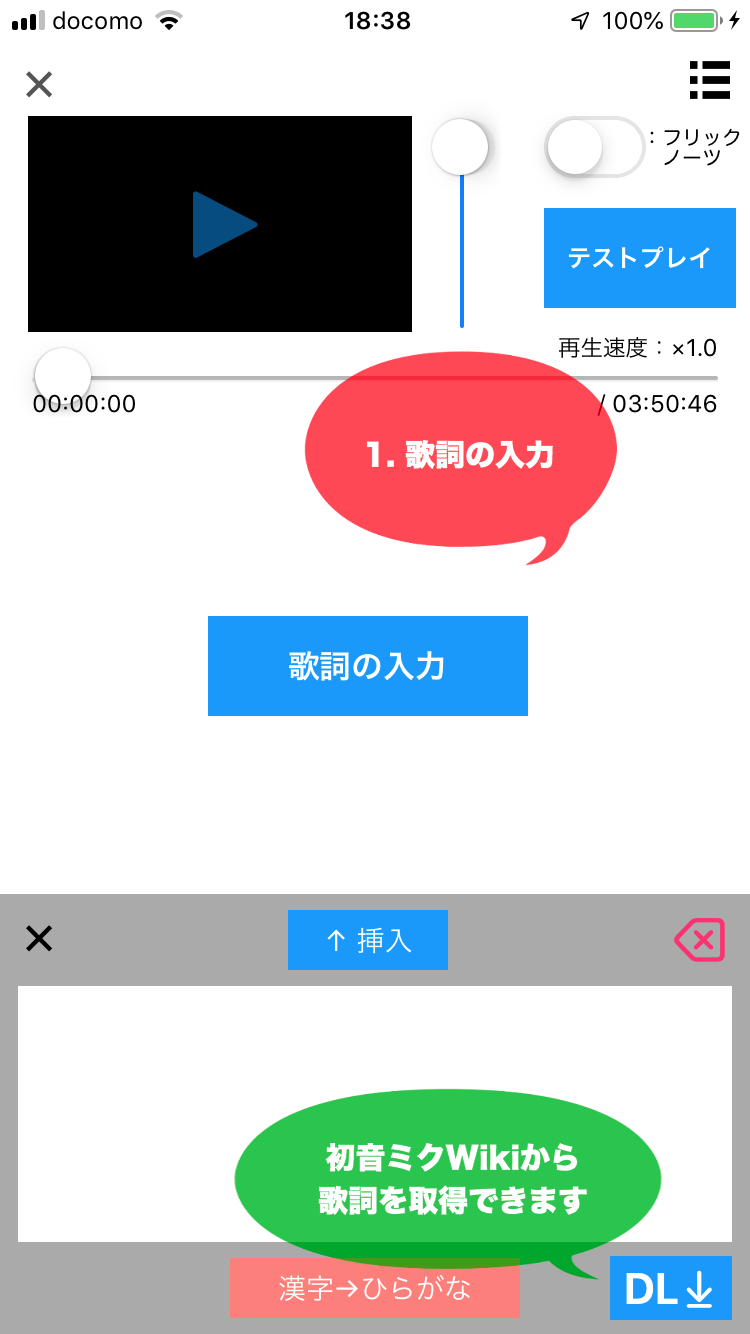 docomo
18:38
100%
：フリック
ノーツ
テストプレイ
再生速度：×1.0
00:00:00
/ 03:50:46
1. 歌詞の入力
歌詞の入力
↑ 挿入
初音ミクWikiから
歌詞を取得できます
漢字→ひらがな
DL